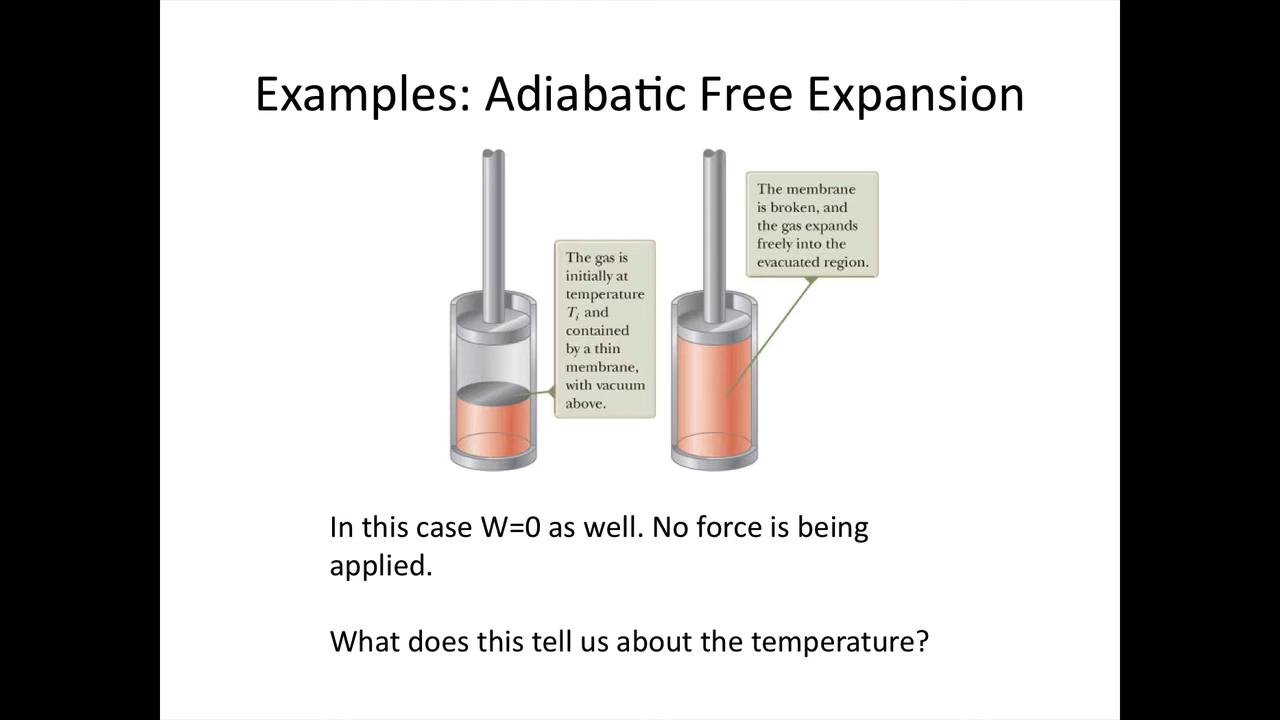 Examples: Adiabatic Free Expansion
The membrane
is broken, and
the gas expands
freely into the
evacuated region.
The gas is
initially at
temperature
Ti and
contained
by a thin
membrane,
with vacuum
above.
In this case W=0 as well. No force is being
applied.
What does this tell us about the temperature?